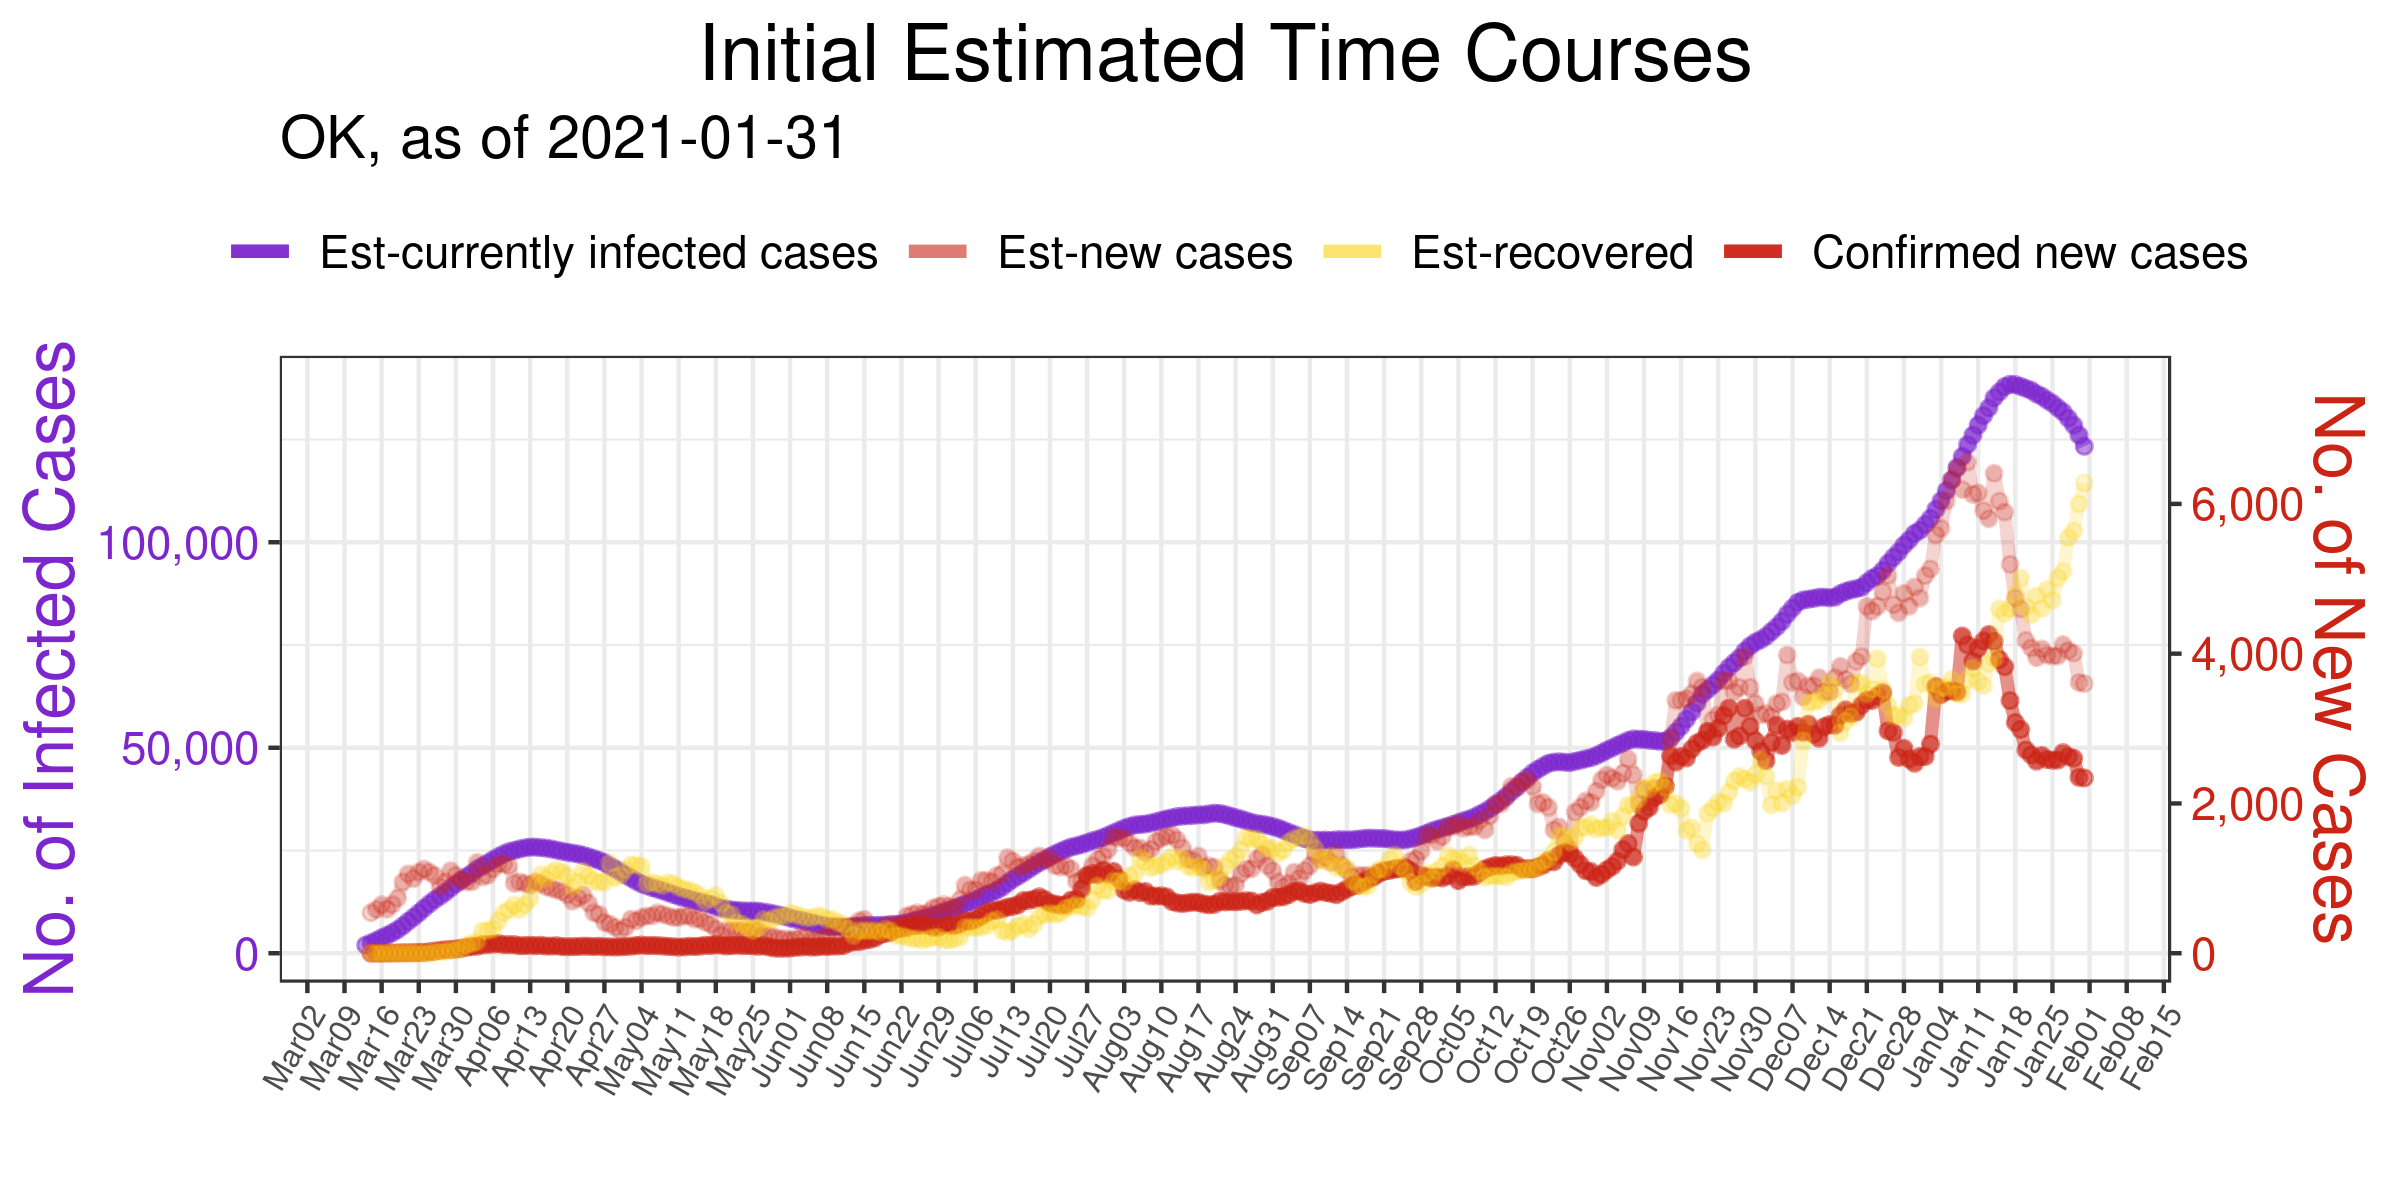 Initial Estimated Time Courses
OK, as of 2021-01-31
Est-currently infected cases Est-new cases Est-recovered Confirmed new cases
No. of Infected Cases
100,000
50,000
0
6,000
4,000
2,000
0
No. of New Cases
Mar02 Mar09 Mar16 Mar23 Mar30 Apr06 Apr13 Apr20 Apr27 May04 May11 May18 May25 Jun01 Jun08 Jun15 Jun22 Jun29 Jul06 Jul13 Jul20 Jul27 Aug03 Aug10 Aug17 Aug24 Aug31 Sep07 Sep14 Sep21 Sep28 Oct05 Oct12 Oct19 Oct26 Nov02 Nov09 Nov16 Nov23 Nov30 Dec07 Dec14 Dec21 Dec28 Jan04 Jan11 Jan18 Jan25 Feb01 Feb08 Feb15